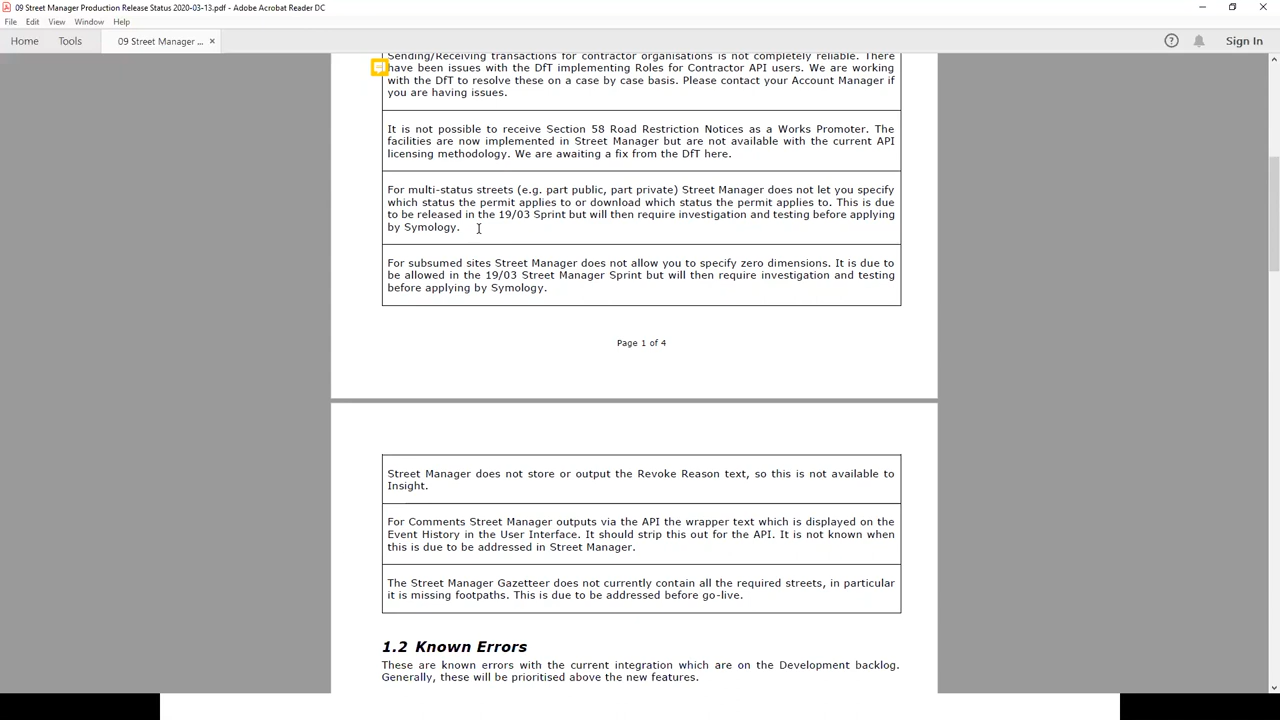 09 Street Manager Production Release Status 2020-03-13.pdf - Adobe Acrobat Reader DC
File Edit View Window Help
Home Tools 09 Street Manager ... × Sign In
Sending/Receiving transactions for contractor organisations is not completely reliable. There
have been issues with the DfT implementing Roles for Contractor API users. We are working
with the DfT to resolve these on a case by case basis. Please contact your Account Manager if
you are having issues.
It is not possible to receive Section 58 Road Restriction Notices as a Works Promoter. The
facilities are now implemented in Street Manager but are not available with the current API
licensing methodology. We are awaiting a fix from the DfT here.
For multi-status streets (e.g. part public, part private) Street Manager does not let you specify
which status the permit applies to or download which status the permit applies to. This is due
to be released in the 19/03 Sprint but will then require investigation and testing before applying
by Symology.
For subsumed sites Street Manager does not allow you to specify zero dimensions. It is due to
be allowed in the 19/03 Street Manager Sprint but will then require investigation and testing
before applying by Symology.
Page 1 of 4
Street Manager does not store or output the Revoke Reason text, so this is not available to
Insight.
For Comments Street Manager outputs via the API the wrapper text which is displayed on the
Event History in the User Interface. It should strip this out for the API. It is not known when
this is due to be addressed in Street Manager.
The Street Manager Gazetteer does not currently contain all the required streets, in particular
it is missing footpaths. This is due to be addressed before go-live.
1.2 Known Errors
These are known errors with the current integration which are on the Development backlog.
Generally, these will be prioritised above the new features.